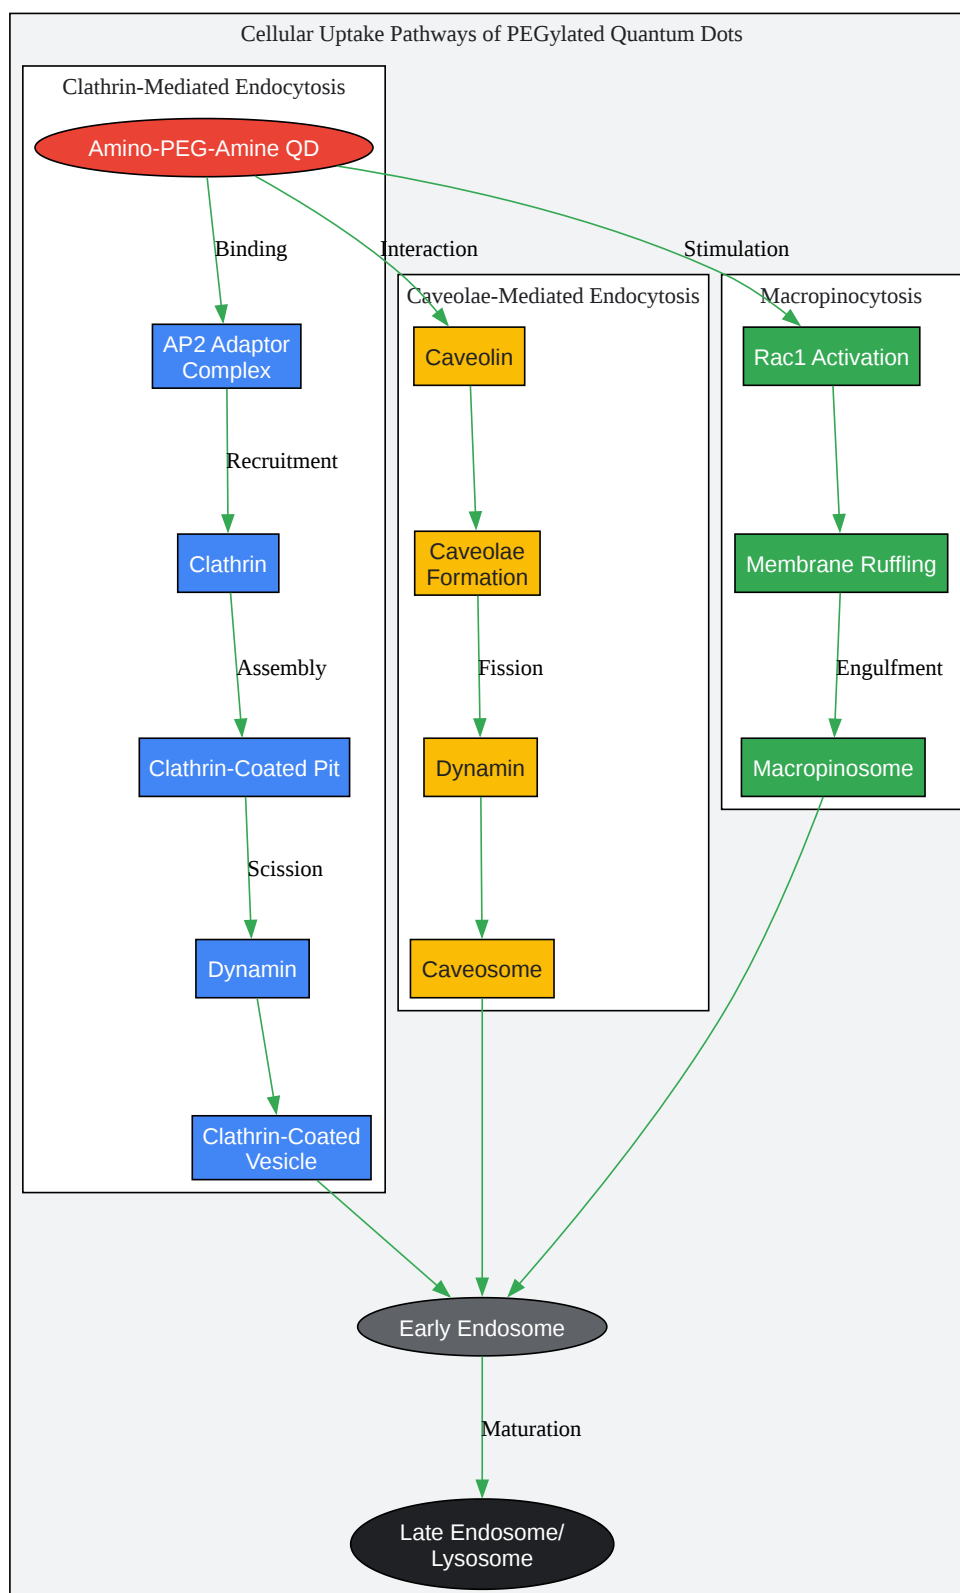 Cellular Uptake Pathways of PEGylated Quantum Dots
Clathrin-Mediated Endocytosis
Amino-PEG-Amine QD
Binding
Interaction
Stimulation
Caveolae-Mediated Endocytosis
Macropinocytosis
AP2 Adaptor
Complex
Caveolin
Rac1 Activation
Recruitment
Clathrin
Caveolae
Formation
Membrane Ruffling
Assembly
Fission
Engulfment
Clathrin-Coated Pit
Dynamin
Macropinosome
Scission
Dynamin
Caveosome
Clathrin-Coated
Vesicle
Early Endosome
Maturation
Late Endosome/
Lysosome